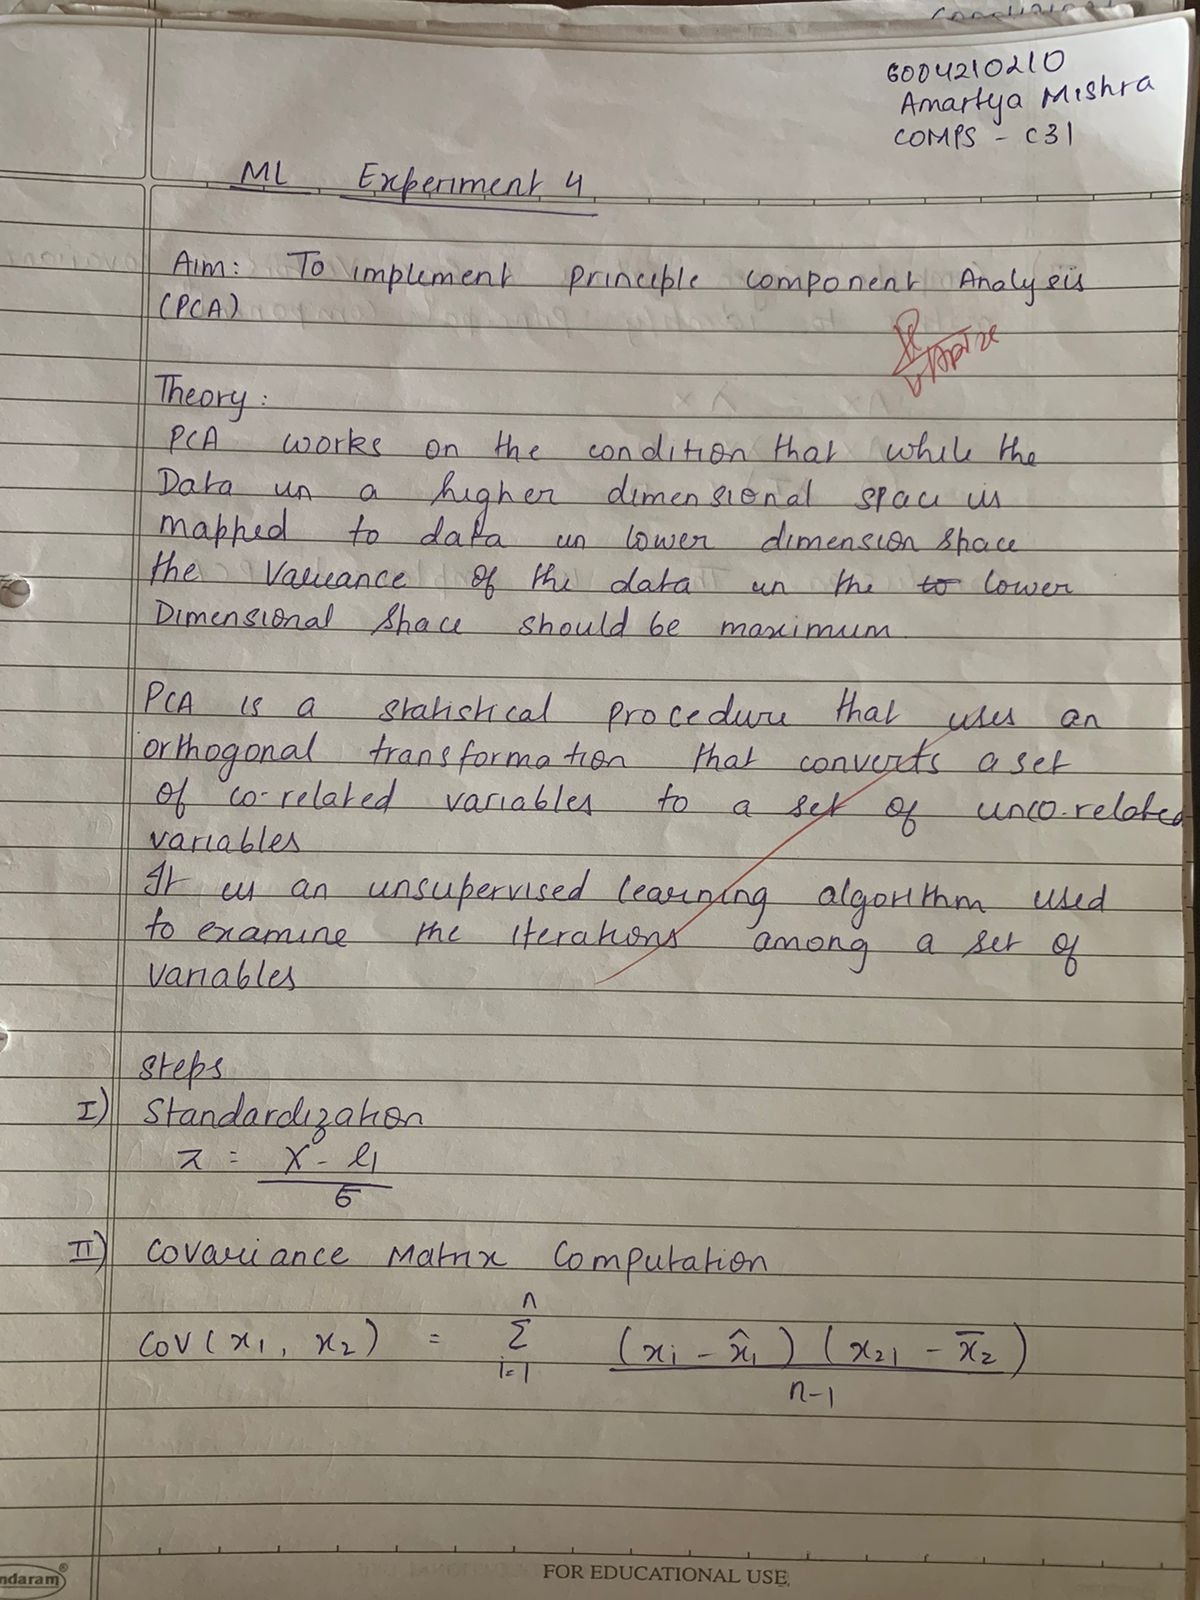 6004210210
Amartya Mishra
COMPS - C31
ML Experiment 4
Aim: To implement principle component Analysis
(PCA)
Theory:
PCA works on the condition that while the
Data in a higher dimensional space is
mapped to data in lower dimension space
the Variance of the data in the to lower
Dimensional space should be maximum
PCA is a statistical procedure that uses an
orthogonal transformation that converts a set
of co-related variables to a set of unco-related
variables
It is an unsupervised learning algorithm used
to examine the iterations among a set of
variables
steps
I) Standardization
z = x - μ / σ
II) Covariance Matrix Computation
Cov(x1, x2) = n Σ i=1 (xi - x̂1) (x2i - x̄2) / n-1
ndaram®
FOR EDUCATIONAL USE